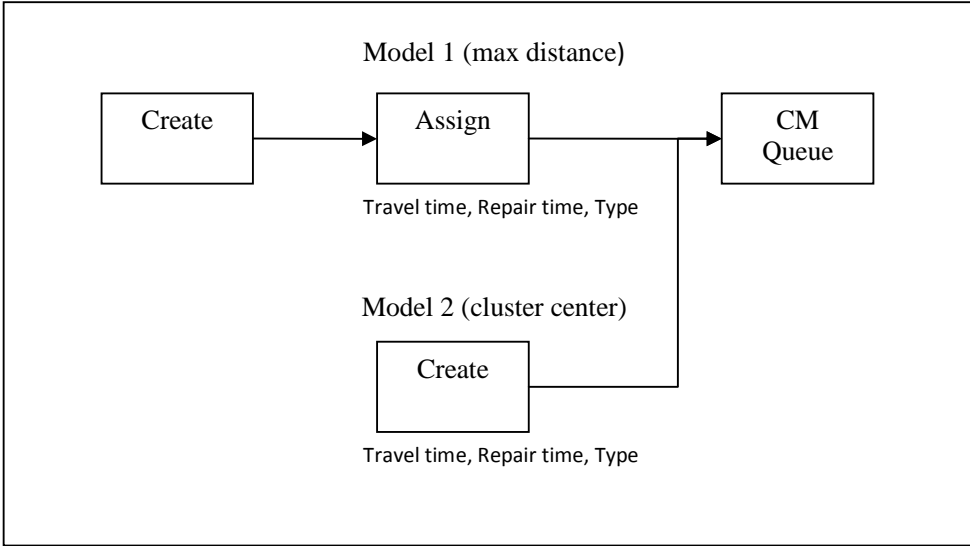 Model 1 (max distance)
Create
Assign
CM
Queue
Travel time, Repair time, Type
Model 2 (cluster center)
Create
Travel time, Repair time, Type